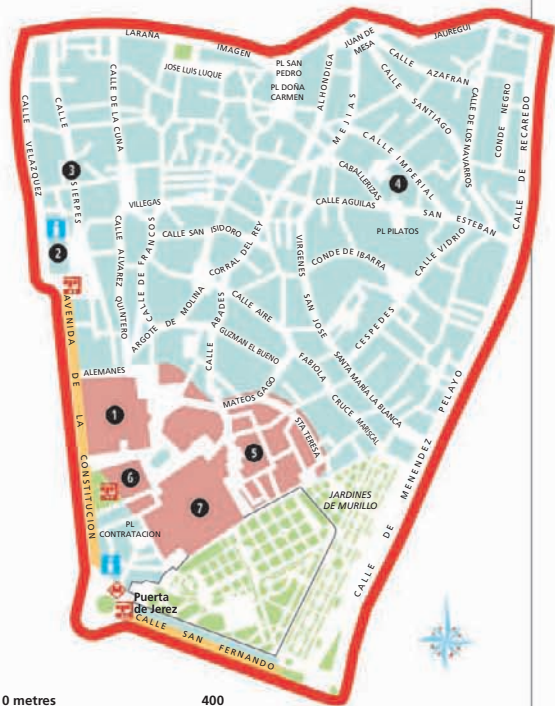 LARAÑA
IMAGEN
JUAN DE
MESA
JAUREGUI
JOSE LUIS LUQUE
PL SAN
PEDRO
PL DOÑA
CARMEN
ALHONDIGA
CALLE AZAFRAN
CALLE SANTIAGO
CALLE DE LOS NAVARROS
CONDE NEGRO
CALLE DE RECAREDO
CALLE VELAZQUEZ
CALLE SIERPES
CALLE DE LA CUNA
MEJIAS
CALLE IMPERIAL
CABALLERIZAS
3
4
VILLEGAS
CALLE AGUILAS
SAN ESTEBAN
PL PILATOS
CALLE VIDRIO
CALLE ALVAREZ QUINTERO
CALLE DE FRANCOS
CALLE SAN ISIDORO
CORRAL DEL REY
VIRGENES
CONDE DE IBARRA
2
ARGOTE DE MOLINA
CALLE ABADES
CALLE AIRE
SAN JOSE
CESPEDES
GUZMAN EL BUENO
FABIOLA
SANTA MARÍA LA BLANCA
AVENIDA DE LA CONSTITUCION
ALEMANES
MATEOS GAGO
CRUCE MARISCAL
STA TERESA
1
5
6
7
CALLE DE MENENDEZ PELAYO
JARDINES
DE MURILLO
PL
CONTRATACION
M
Puerta
de Jerez
CALLE SAN FERNANDO
0 metres 400